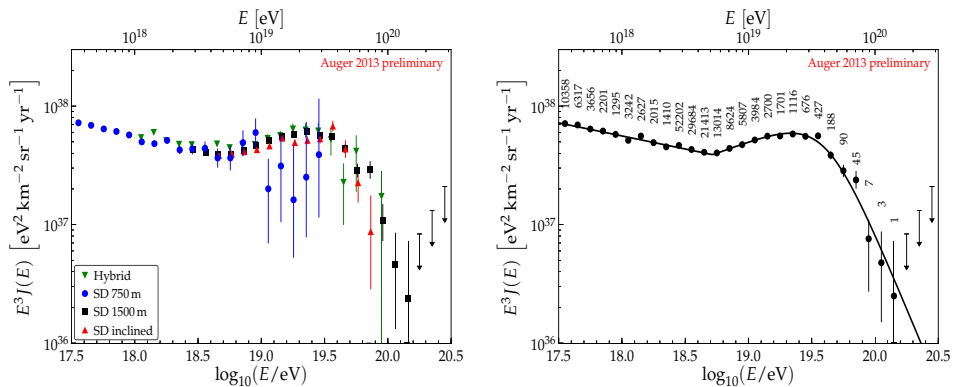 E [eV]
10^18 10^19 10^20
Auger 2013 preliminary
10^38
10^37
10^36
E^3 J(E) [eV^2 km^−2 sr^−1 yr^−1]
Hybrid
SD 750 m
SD 1500 m
SD inclined
17.5 18.0 18.5 19.0 19.5 20.0 20.5
log10(E/eV)
E [eV]
10^18 10^19 10^20
Auger 2013 preliminary
10^38
10^37
10^36
E^3 J(E) [eV^2 km^−2 sr^−1 yr^−1]
10358
6317
3656
2201
1295
3242
2627
2015
1410
52202
29684
21413
13014
8624
5807
3984
2700
1701
1116
676
427
188
90
45
7
3
1
17.5 18.0 18.5 19.0 19.5 20.0 20.5
log10(E/eV)